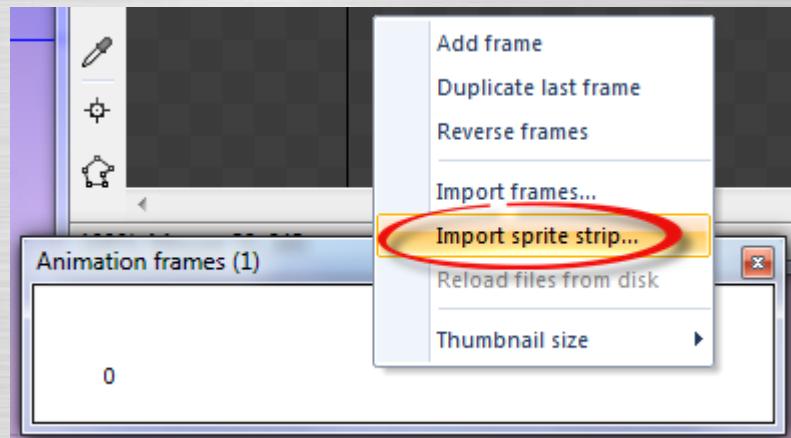 Add frame
Duplicate last frame
Reverse frames
Import frames...
Import sprite strip...
Reload files from disk
Thumbnail size
Animation frames (1)
0